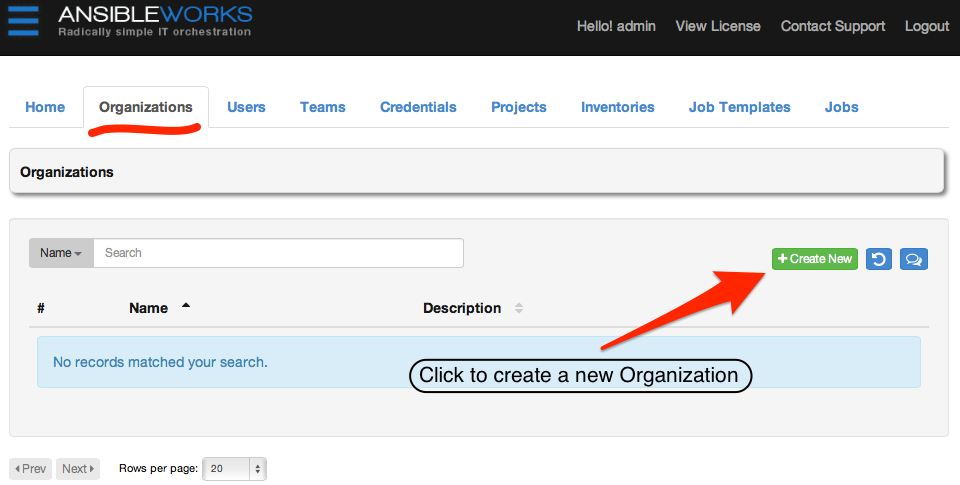 ANSIBLEWORKS
Radically simple IT orchestration
Hello! admin View License Contact Support Logout
Home Organizations Users Teams Credentials Projects Inventories Job Templates Jobs
Organizations
Name Search
Create New
# Name Description
No records matched your search.
Click to create a new Organization
Prev Next Rows per page: 20